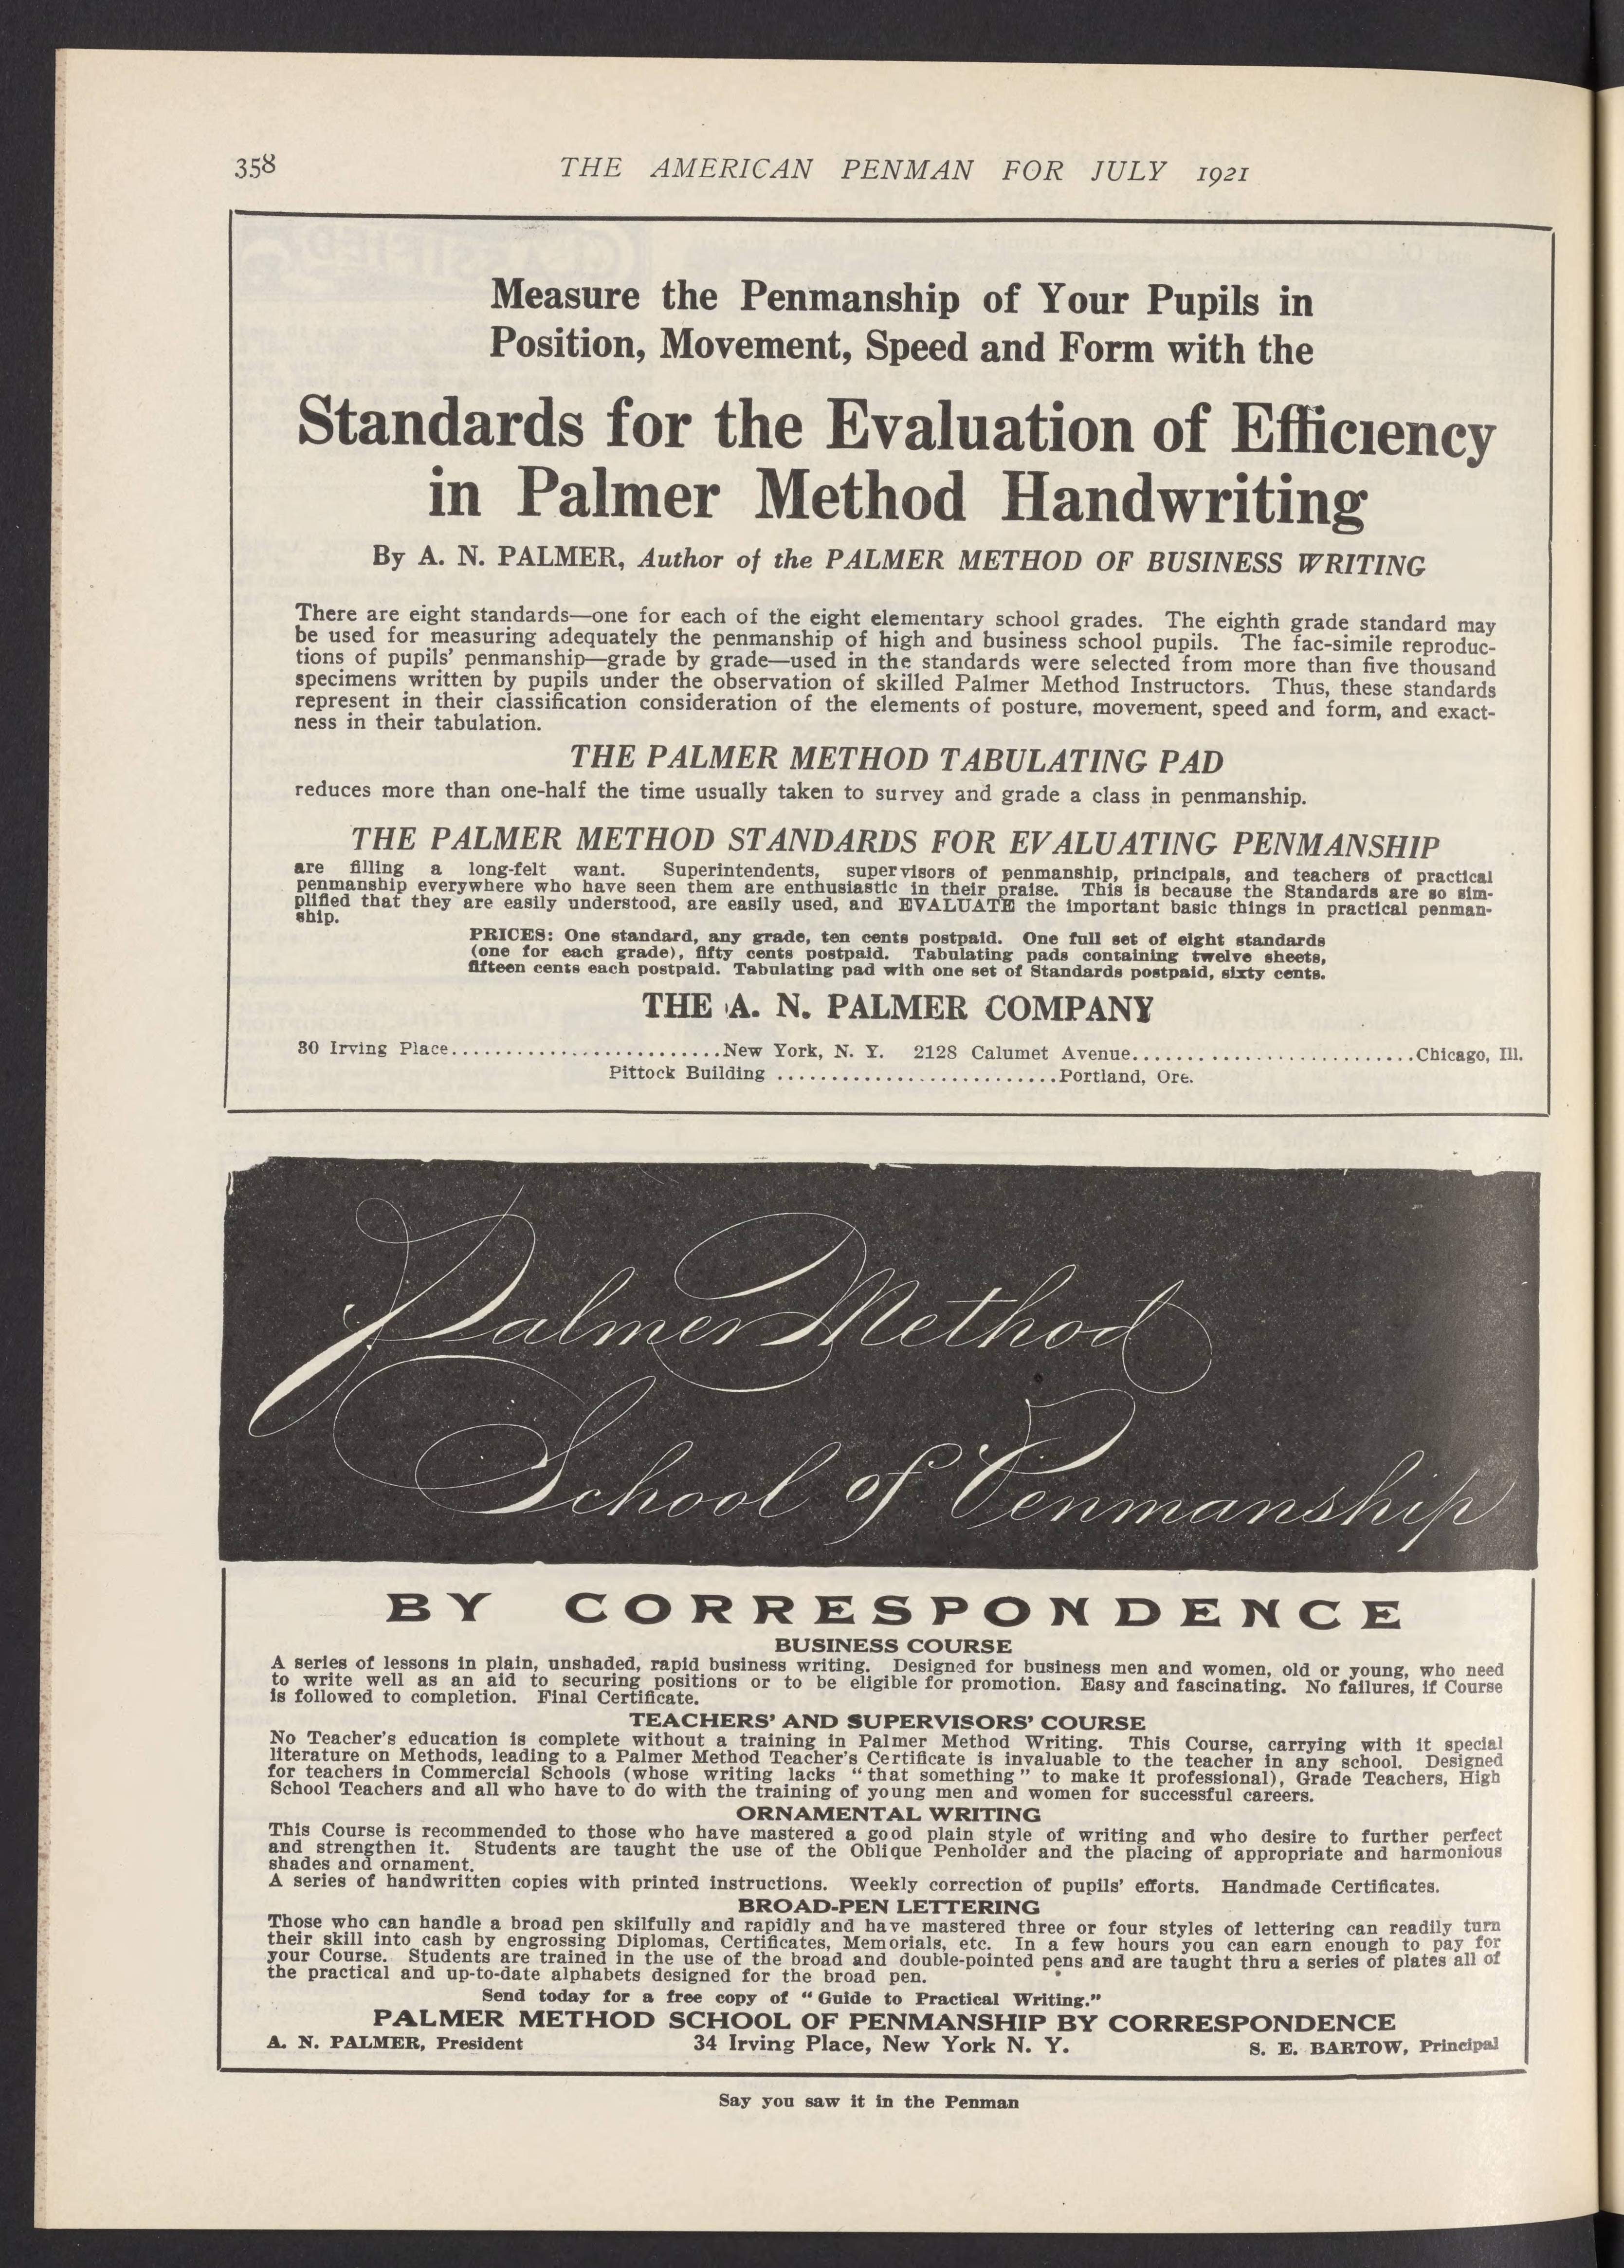 358
THE AMERICAN PENMAN FOR JULY 1921
Measure the Penmanship of Your Pupils in
Position, Movement, Speed and Form with the
Standards for the Evaluation of Efficiency
in Palmer Method Handwriting
By A. N. PALMER, Author of the PALMER METHOD OF BUSINESS WRITING
There are eight standards—one for each of the eight elementary school grades. The eighth grade standard may
be used for measuring adequately the penmanship of high and business school pupils. The fac-simile reproduc-
tions of pupils' penmanship—grade by grade—used in the standards were selected from more than five thousand
specimens written by pupils under the observation of skilled Palmer Method Instructors. Thus, these standards
represent in their classification consideration of the elements of posture, movement, speed and form, and exact-
ness in their tabulation.
THE PALMER METHOD TABULATING PAD
reduces more than one-half the time usually taken to survey and grade a class in penmanship.
THE PALMER METHOD STANDARDS FOR EVALUATING PENMANSHIP
are filling a long-felt want. Superintendents, supervisors of penmanship, principals, and teachers of practical
penmanship everywhere who have seen them are enthusiastic in their praise. This is because the Standards are so sim-
plified that they are easily understood, are easily used, and EVALUATE the important basic things in practical penman-
ship.
PRICES: One standard, any grade, ten cents postpaid. One full set of eight standards
(one for each grade), fifty cents postpaid. Tabulating pads containing twelve sheets,
fifteen cents each postpaid. Tabulating pad with one set of Standards postpaid, sixty cents.
THE A. N. PALMER COMPANY
30 Irving Place.........................New York, N. Y. 2128 Calumet Avenue..........................Chicago, Ill.
Pittock Building ..........................Portland, Ore.
Palmer Method
School of Penmanship
BY CORRESPONDENCE
BUSINESS COURSE
A series of lessons in plain, unshaded, rapid business writing. Designed for business men and women, old or young, who need
to write well as an aid to securing positions or to be eligible for promotion. Easy and fascinating. No failures, if Course
is followed to completion. Final Certificate.
TEACHERS' AND SUPERVISORS' COURSE
No Teacher's education is complete without a training in Palmer Method Writing. This Course, carrying with it special
literature on Methods, leading to a Palmer Method Teacher's Certificate is invaluable to the teacher in any school. Designed
for teachers in Commercial Schools (whose writing lacks "that something" to make it professional), Grade Teachers, High
School Teachers and all who have to do with the training of young men and women for successful careers.
ORNAMENTAL WRITING
This Course is recommended to those who have mastered a good plain style of writing and who desire to further perfect
and strengthen it. Students are taught the use of the Oblique Penholder and the placing of appropriate and harmonious
shades and ornament.
A series of handwritten copies with printed instructions. Weekly correction of pupils' efforts. Handmade Certificates.
BROAD-PEN LETTERING
Those who can handle a broad pen skilfully and rapidly and have mastered three or four styles of lettering can readily turn
their skill into cash by engrossing Diplomas, Certificates, Memorials, etc. In a few hours you can earn enough to pay for
your Course. Students are trained in the use of the broad and double-pointed pens and are taught thru a series of plates all of
the practical and up-to-date alphabets designed for the broad pen.
Send today for a free copy of "Guide to Practical Writing."
PALMER METHOD SCHOOL OF PENMANSHIP BY CORRESPONDENCE
A. N. PALMER, President 34 Irving Place, New York N. Y. S. E. BARTOW, Principal
Say you saw it in the Penman